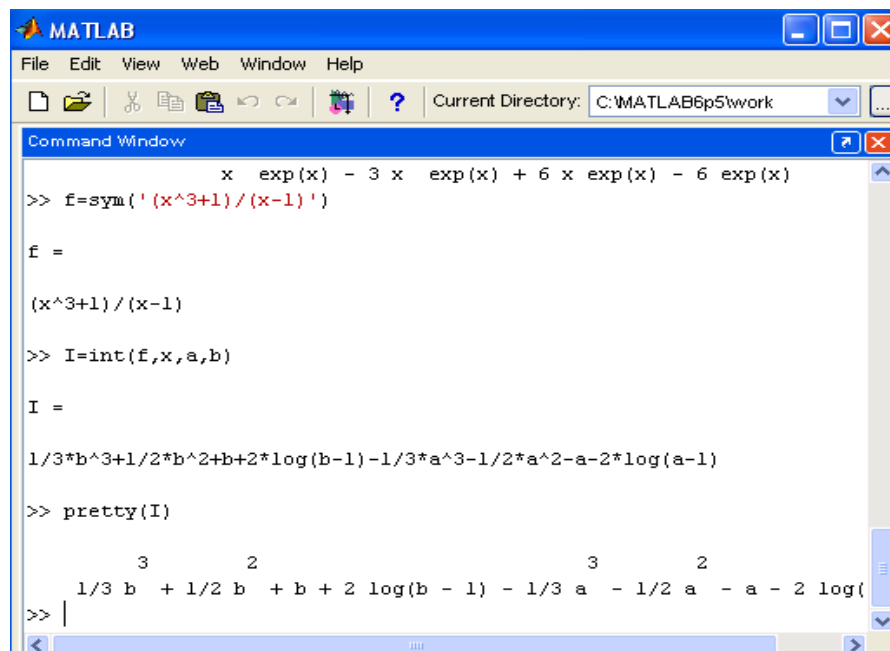 MATLAB
File Edit View Web Window Help
? Current Directory: C:\MATLAB6p5\work ...
Command Window
x exp(x) - 3 x exp(x) + 6 x exp(x) - 6 exp(x)
>> f=sym('(x^3+1)/(x-1)')
f =
(x^3+1)/(x-1)
>> I=int(f,x,a,b)
I =
1/3*b^3+1/2*b^2+b+2*log(b-1)-1/3*a^3-1/2*a^2-a-2*log(a-1)
>> pretty(I)
3 2 3 2
1/3 b + 1/2 b + b + 2 log(b - 1) - 1/3 a - 1/2 a - a - 2 log(
>>